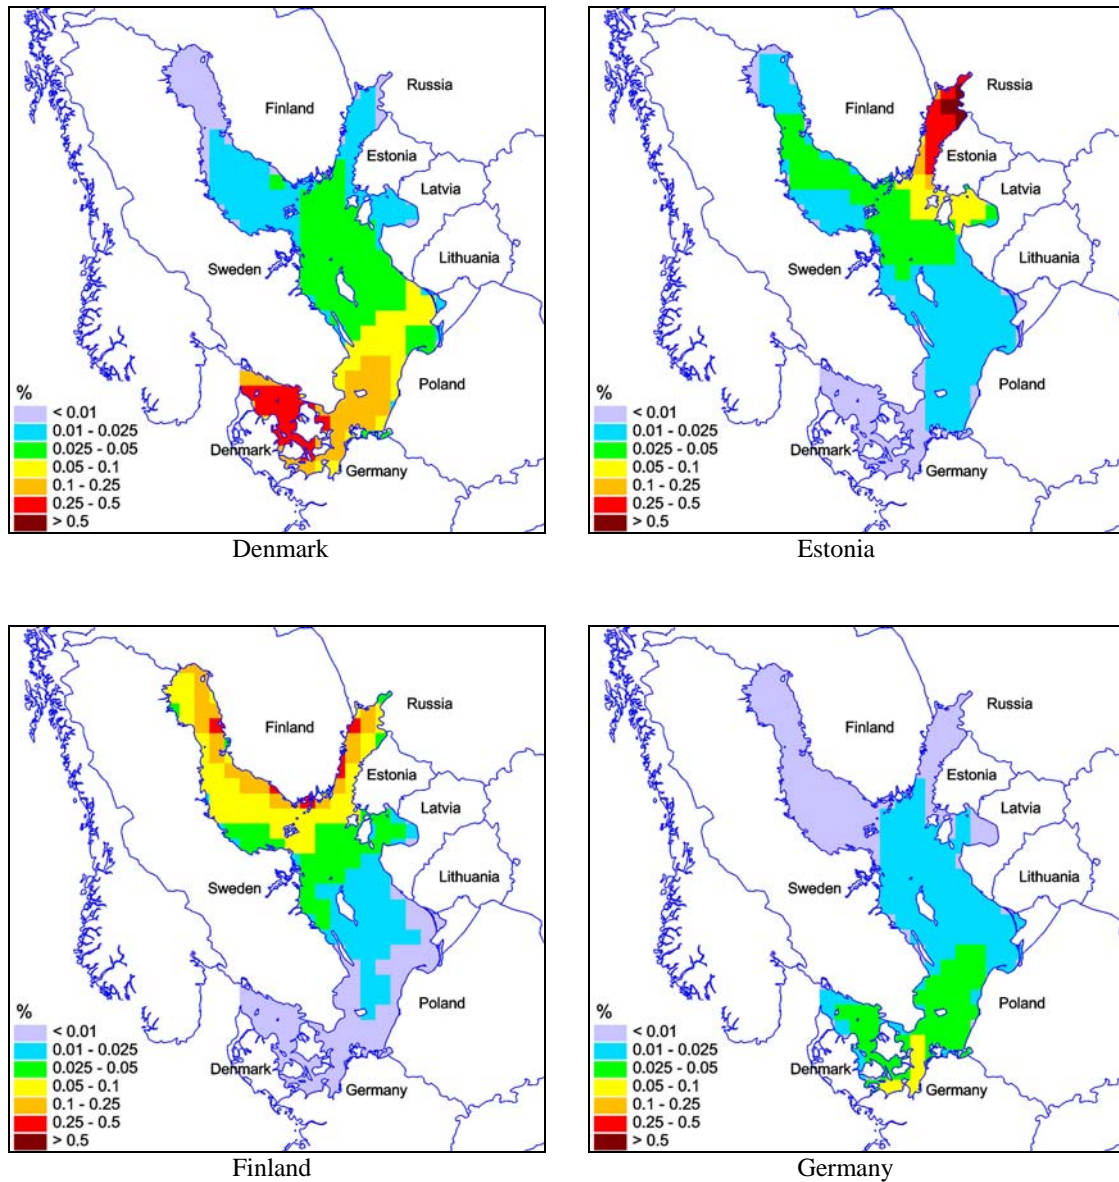 Russia
Finland
Estonia
Latvia
Lithuania
Sweden
Poland
%
< 0.01
0.01 - 0.025
0.025 - 0.05
0.05 - 0.1
0.1 - 0.25
0.25 - 0.5
> 0.5
Denmark
Germany
Denmark
Russia
Finland
Estonia
Latvia
Lithuania
Sweden
Poland
%
< 0.01
0.01 - 0.025
0.025 - 0.05
0.05 - 0.1
0.1 - 0.25
0.25 - 0.5
> 0.5
Denmark
Germany
Estonia
Russia
Finland
Estonia
Latvia
Lithuania
Sweden
Poland
%
< 0.01
0.01 - 0.025
0.025 - 0.05
0.05 - 0.1
0.1 - 0.25
0.25 - 0.5
> 0.5
Denmark
Germany
Finland
Russia
Finland
Estonia
Latvia
Lithuania
Sweden
Poland
%
< 0.01
0.01 - 0.025
0.025 - 0.05
0.05 - 0.1
0.1 - 0.25
0.25 - 0.5
> 0.5
Denmark
Germany
Germany